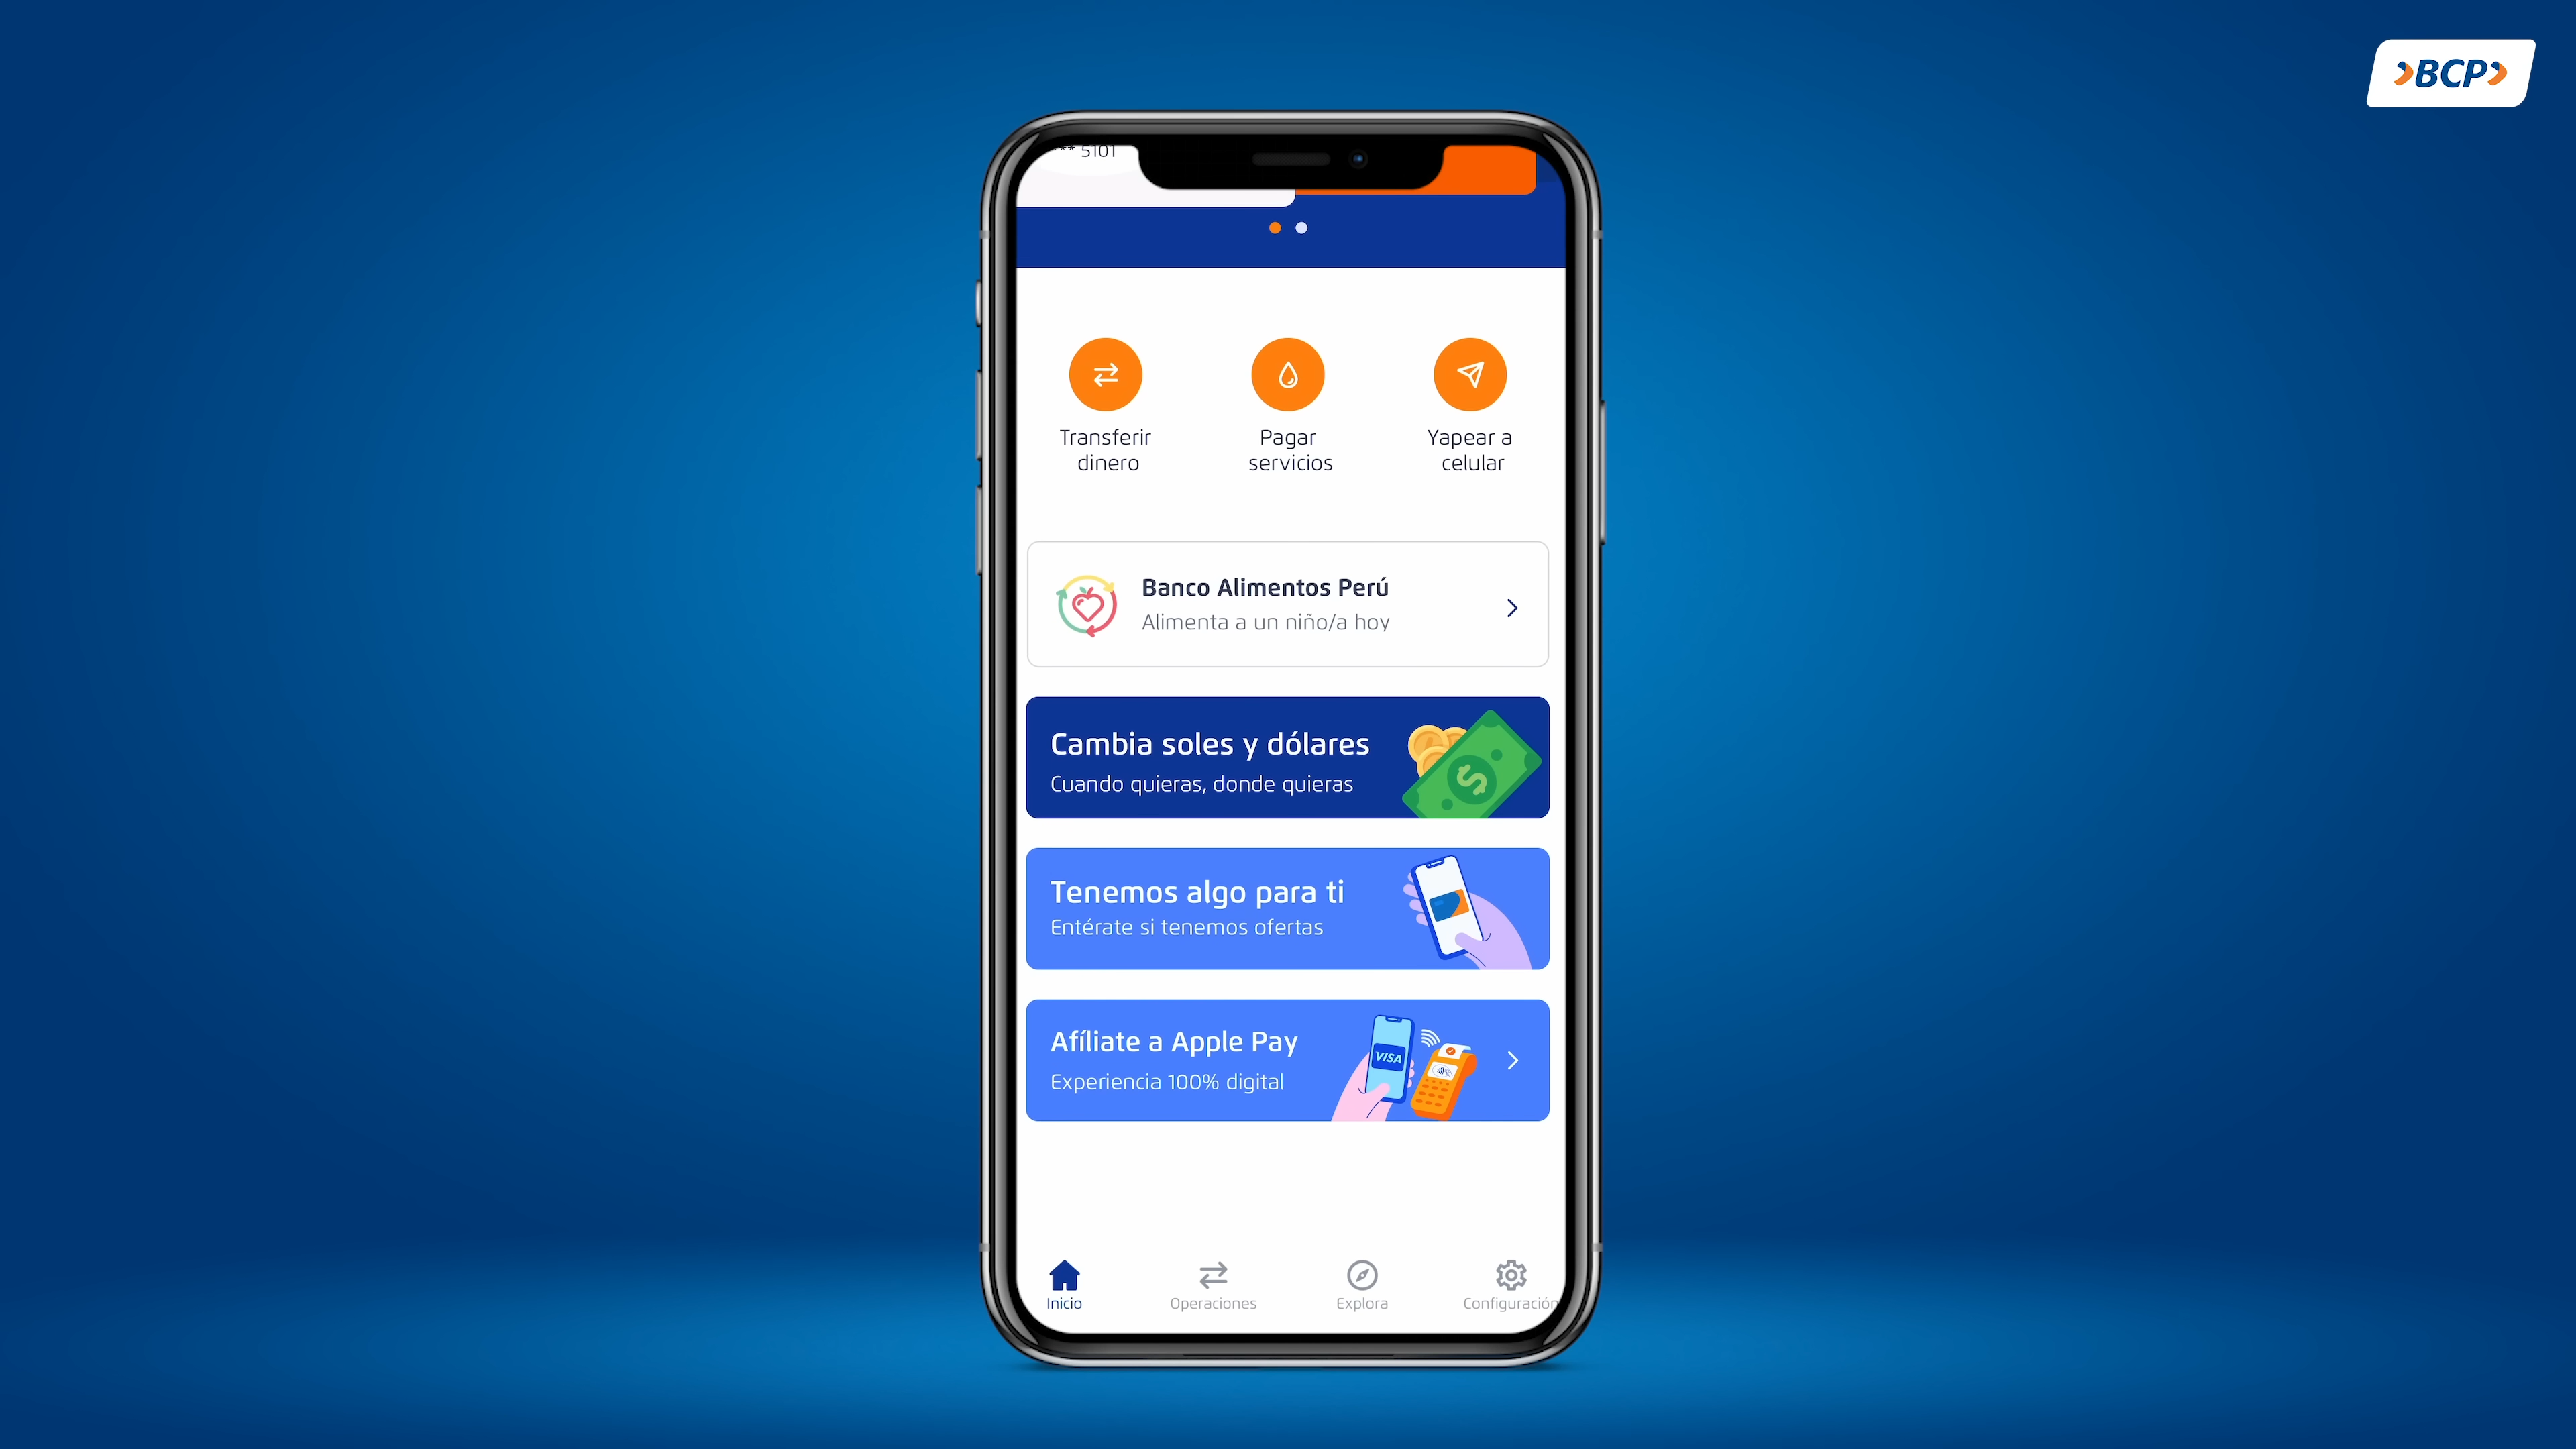 BCP
** 5101
Transferir
dinero
Pagar
servicios
Yapear a
celular
Banco Alimentos Perú
Alimenta a un niño/a hoy
Cambia soles y dólares
Cuando quieras, donde quieras
Tenemos algo para ti
Entérate si tenemos ofertas
Afíliate a Apple Pay
Experiencia 100% digital
VISA
Inicio
Operaciones
Explora
Configuración